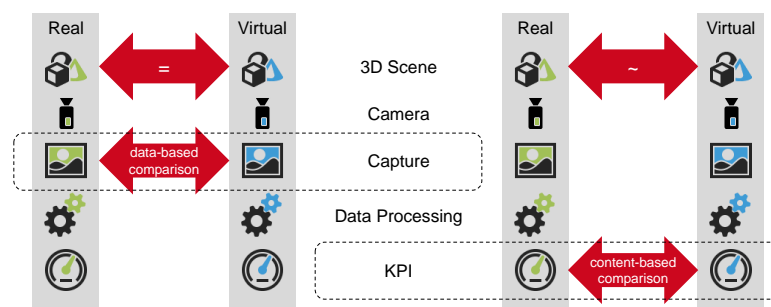 Real Virtual Real Virtual
= 3D Scene ~
Camera
data-based
comparison
Capture
Data Processing
KPI
content-based
comparison